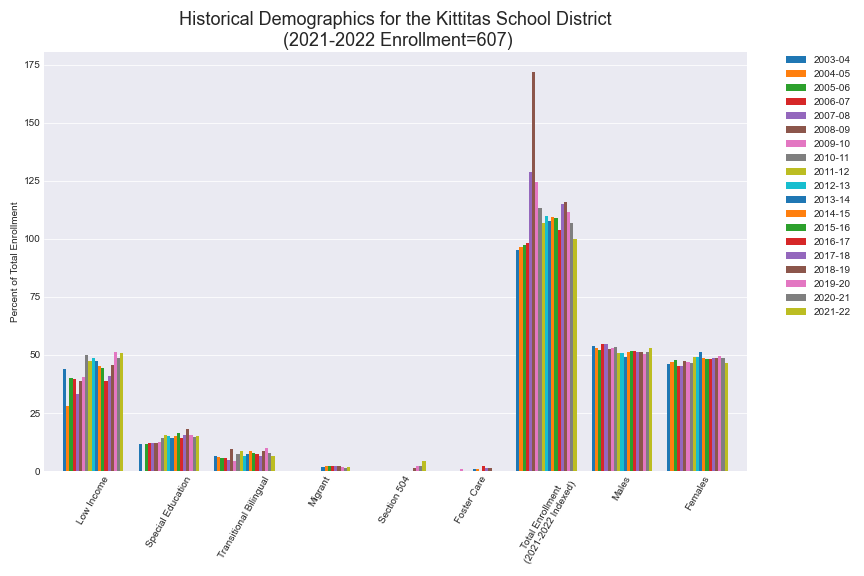 Historical Demographics for the Kittitas School District
(2021-2022 Enrollment=607)
Percent of Total Enrollment
175
150
125
100
75
50
25
0
Low Income
Special Education
Transitional Bilingual
Migrant
Section 504
Foster Care
Total Enrollment
(2021-2022 Indexed)
Males
Females
2003-04
2004-05
2005-06
2006-07
2007-08
2008-09
2009-10
2010-11
2011-12
2012-13
2013-14
2014-15
2015-16
2016-17
2017-18
2018-19
2019-20
2020-21
2021-22